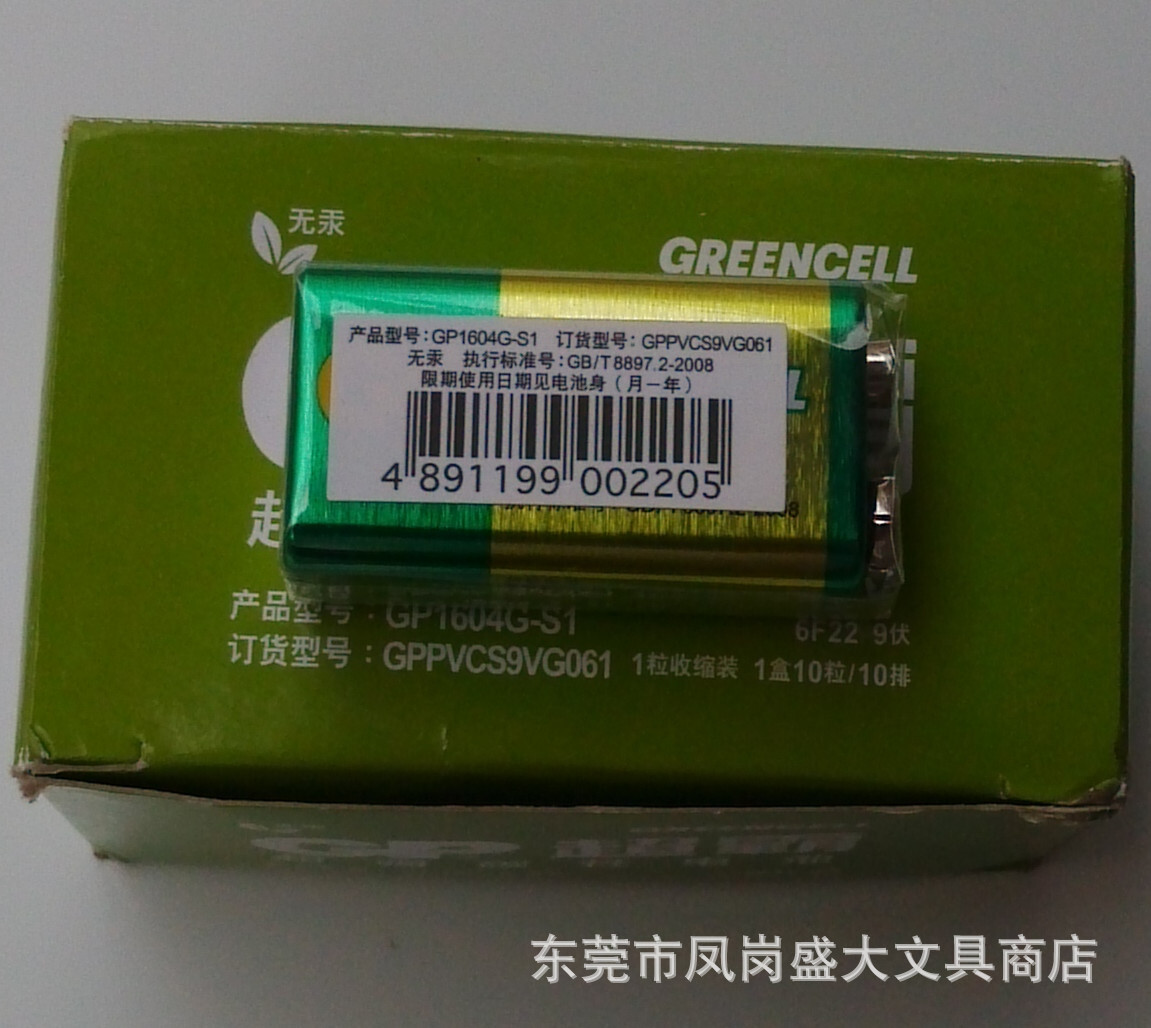 无汞
GREENCELL
产品型号:GP1604G-S1 订货型号: GPPVCS9VG061
无汞 执行标准号:GB/T8897.2-2008
限期使用日期见电池身（月一年）
4 891199 002205
产品型号:GP1604G-S1
6F22 9伏
订货型号:GPPVCS9VG061 1粒收缩装 1盒10粒/10排
GP 超霸
东莞市凤岗盛大文具商店